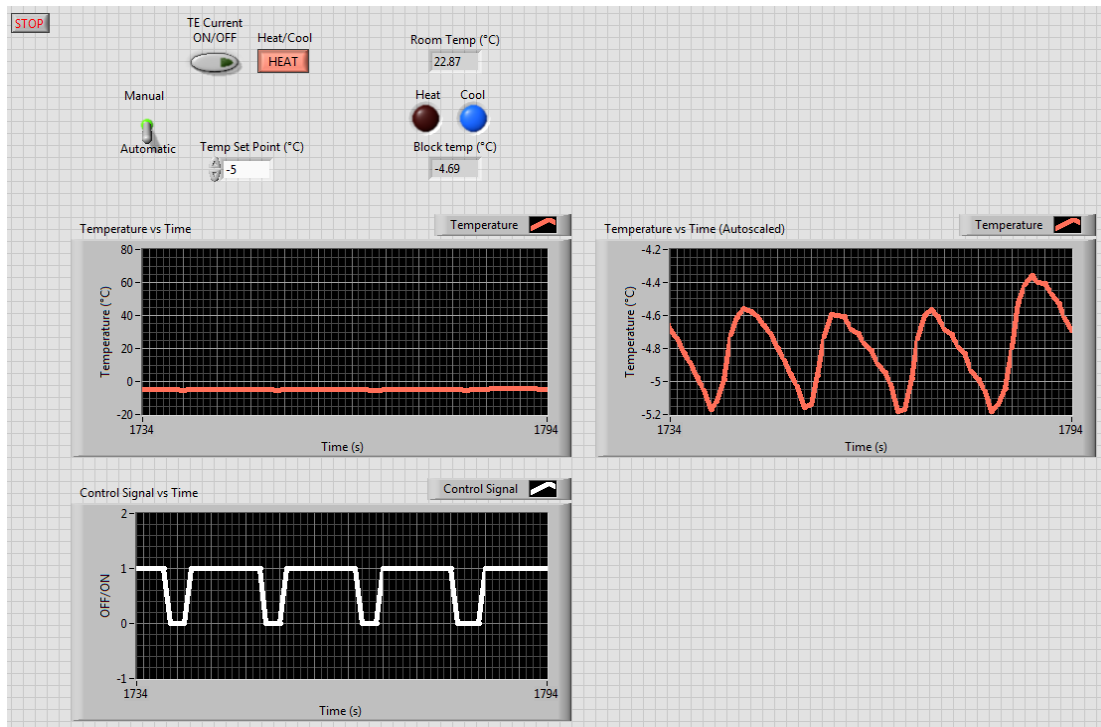 STOP
TE Current
ON/OFF
Heat/Cool
HEAT
Room Temp (°C)
22.87
Manual
Automatic
Heat
Cool
Temp Set Point (°C)
-5
Block temp (°C)
-4.69
Temperature vs Time
Temperature
80
60
40
20
0
-20
Temperature (°C)
1734
1794
Time (s)
Temperature vs Time (Autoscaled)
Temperature
-4.2
-4.4
-4.6
-4.8
-5
-5.2
Temperature (°C)
1734
1794
Time (s)
Control Signal vs Time
Control Signal
2
1
0
-1
OFF/ON
1734
1794
Time (s)